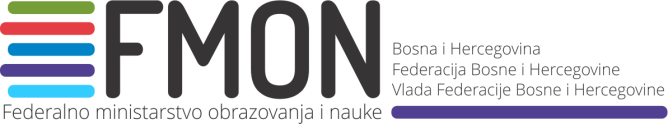 FMON
Federalno ministarstvo obrazovanja i nauke
Bosna i Hercegovina
Federacija Bosne i Hercegovine
Vlada Federacije Bosne i Hercegovine